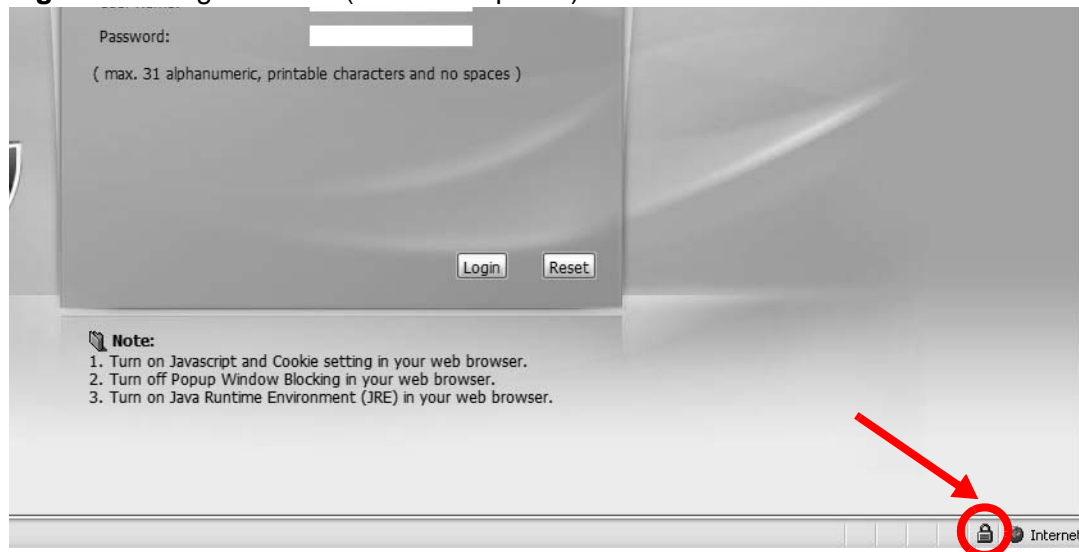 Password:
( max. 31 alphanumeric, printable characters and no spaces )
Login Reset
Note:
1. Turn on Javascript and Cookie setting in your web browser.
2. Turn off Popup Window Blocking in your web browser.
3. Turn on Java Runtime Environment (JRE) in your web browser.
Internet